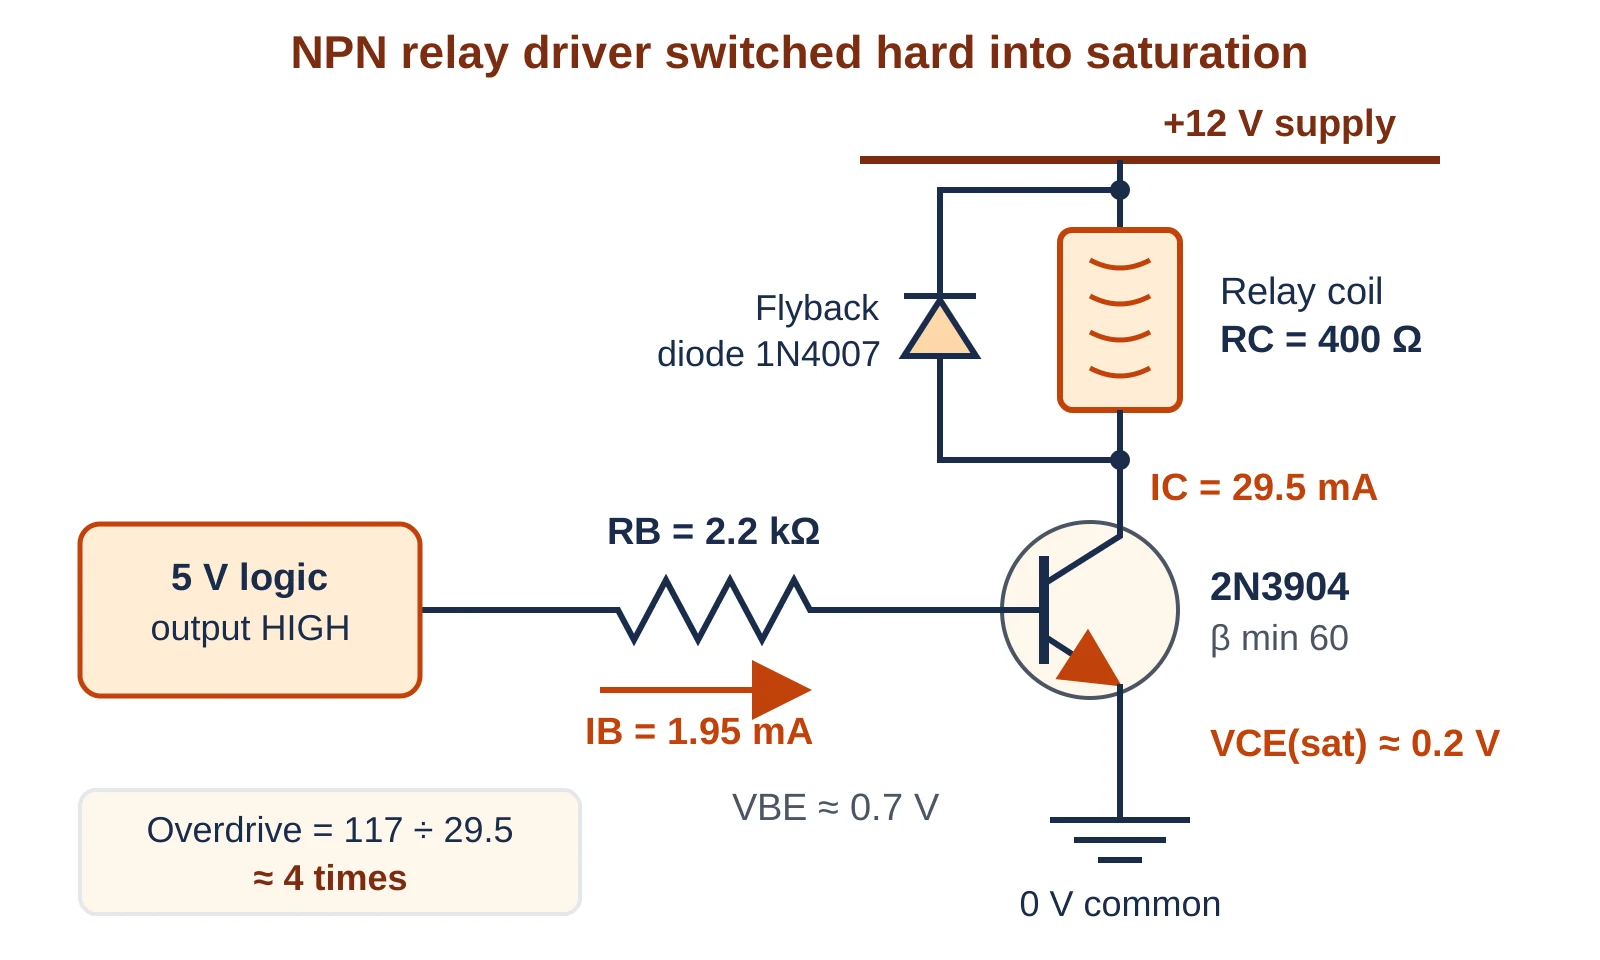 NPN relay driver switched hard into saturation
+12 V supply
Flyback
diode 1N4007
Relay coil
RC = 400 Ω
IC = 29.5 mA
RB = 2.2 kΩ
5 V logic
output HIGH
2N3904
β min 60
IB = 1.95 mA
VCE(sat) ≈ 0.2 V
VBE ≈ 0.7 V
Overdrive = 117 ÷ 29.5
≈ 4 times
0 V common